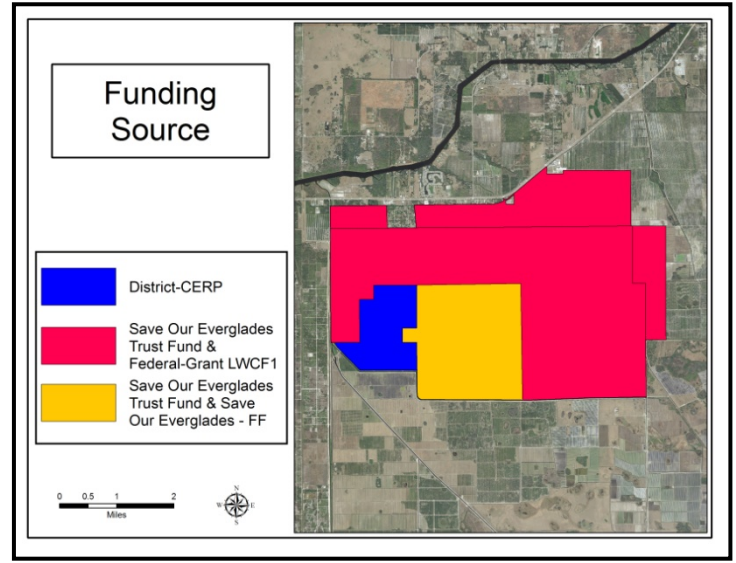 Funding
Source
District-CERP
Save Our Everglades
Trust Fund &
Federal-Grant LWCF1
Save Our Everglades
Trust Fund & Save
Our Everglades - FF
0 0.5 1 2
Miles
N
W E
S